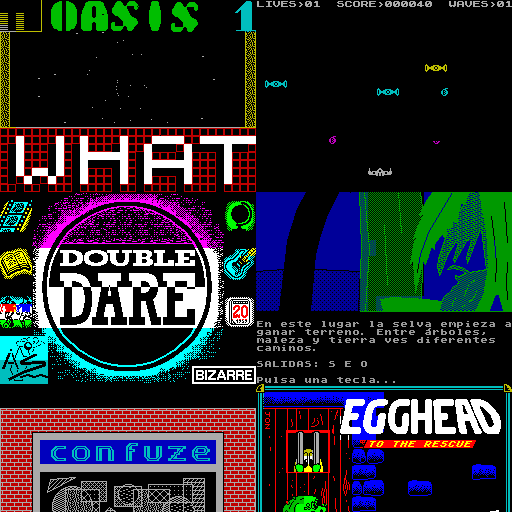 OASIS 1
WHAT
LIVES>01 SCORE>000040 WAVES>01
DOUBLE
DARE
20
BIZARRE
En este lugar la selva empieza a
ganar terreno. Entre árboles,
maleza y tierra ves diferentes
caminos.
SALIDAS: S E O
Pulsa una tecla...
confuze
EGGHEAD
TO THE RESCUE